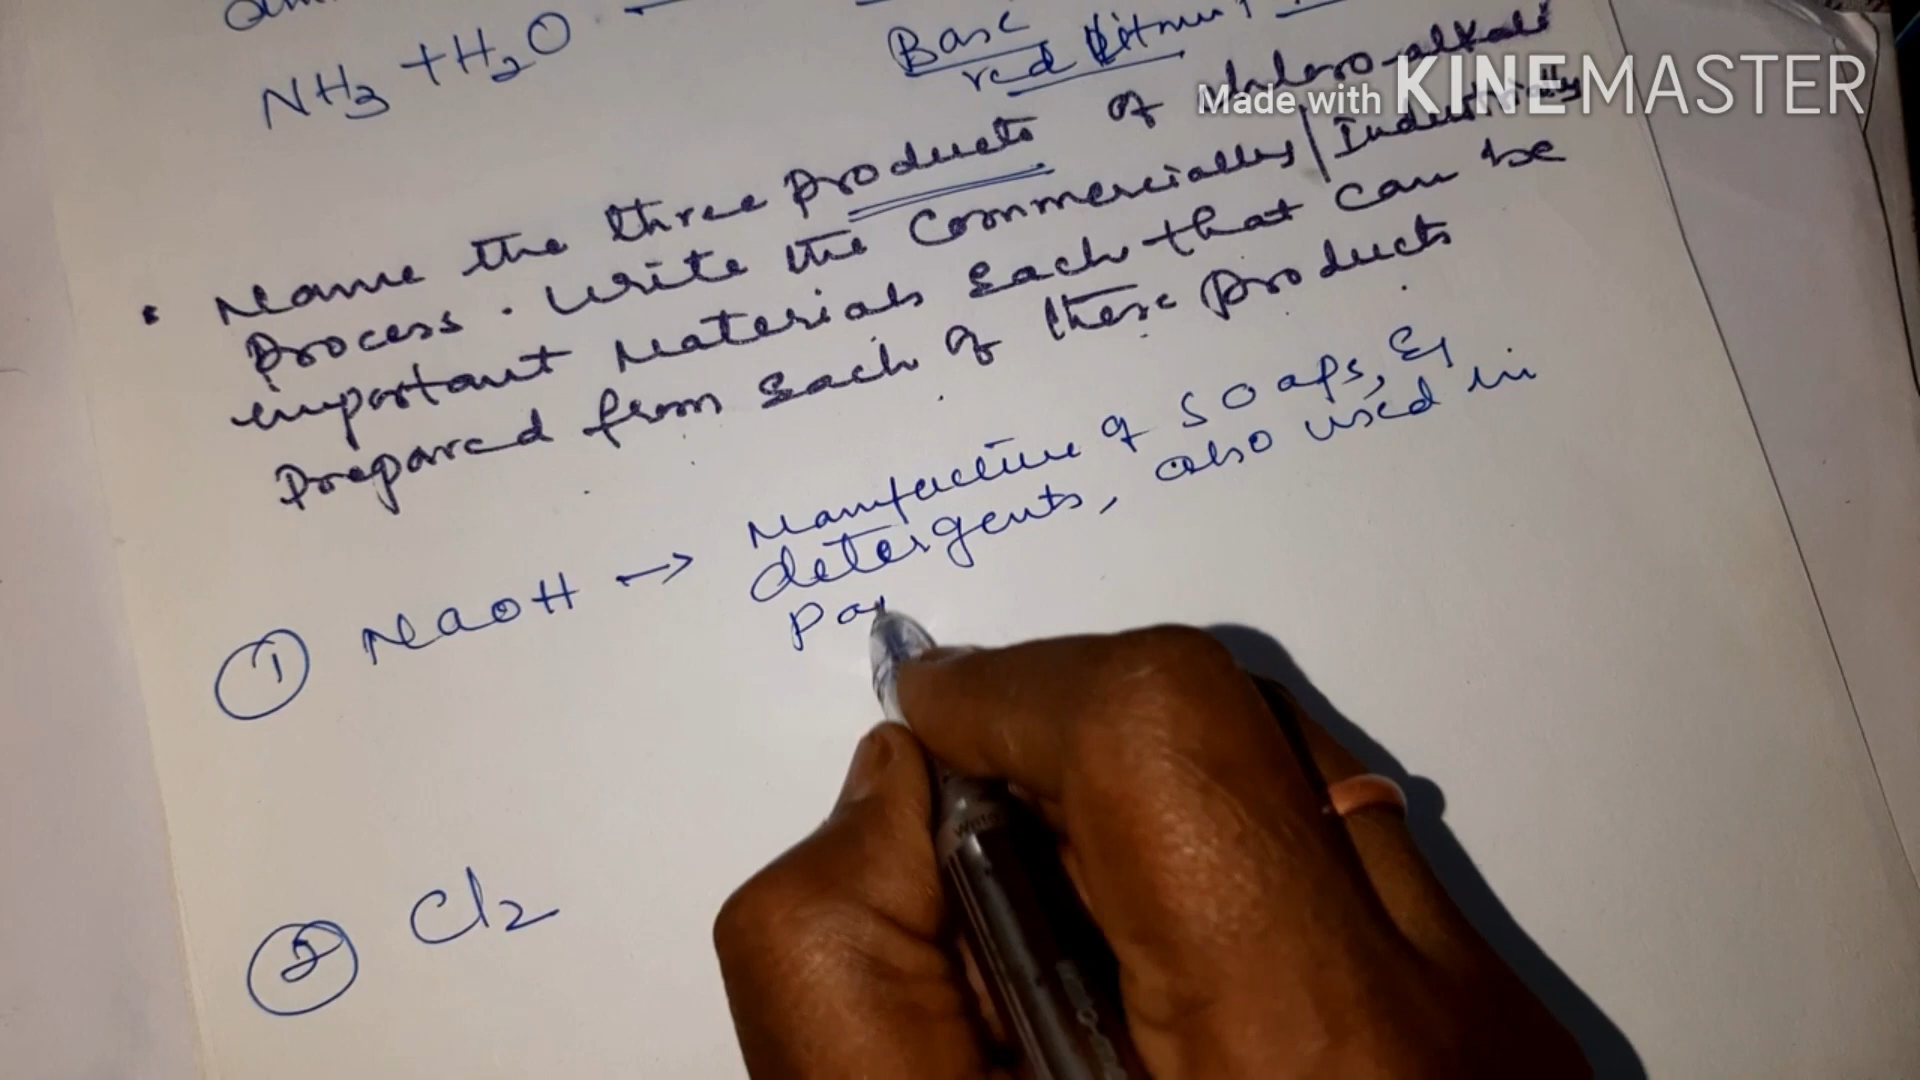 NH3 + H2O
Base
red litmus
Made with KINEMASTER
• Name the three products of chloro-alkali
process. Write the commercially/Industrially
important materials each that can be
prepared from each of these products
① NaOH → Manfacture of soaps, &
detergents, also used in
pa
② Cl2